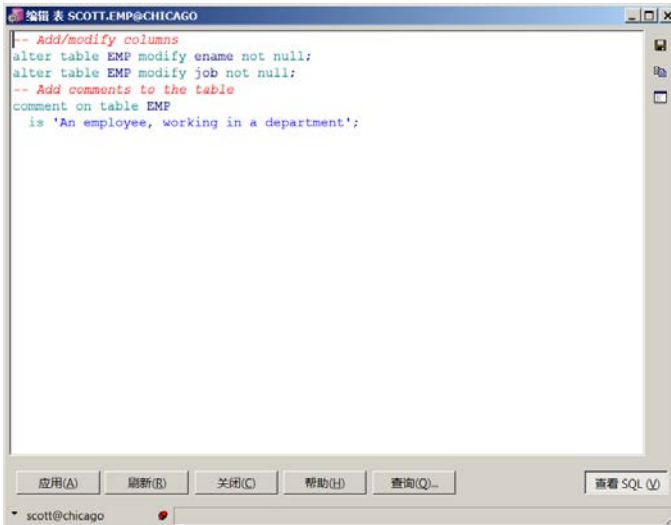 编辑 表 SCOTT.EMP@CHICAGO
-- Add/modify columns
alter table EMP modify ename not null;
alter table EMP modify job not null;
-- Add comments to the table
comment on table EMP
  is 'An employee, working in a department';
应用(A) 刷新(R) 关闭(C) 帮助(H) 查询(Q)... 查看 SQL (V)
scott@chicago